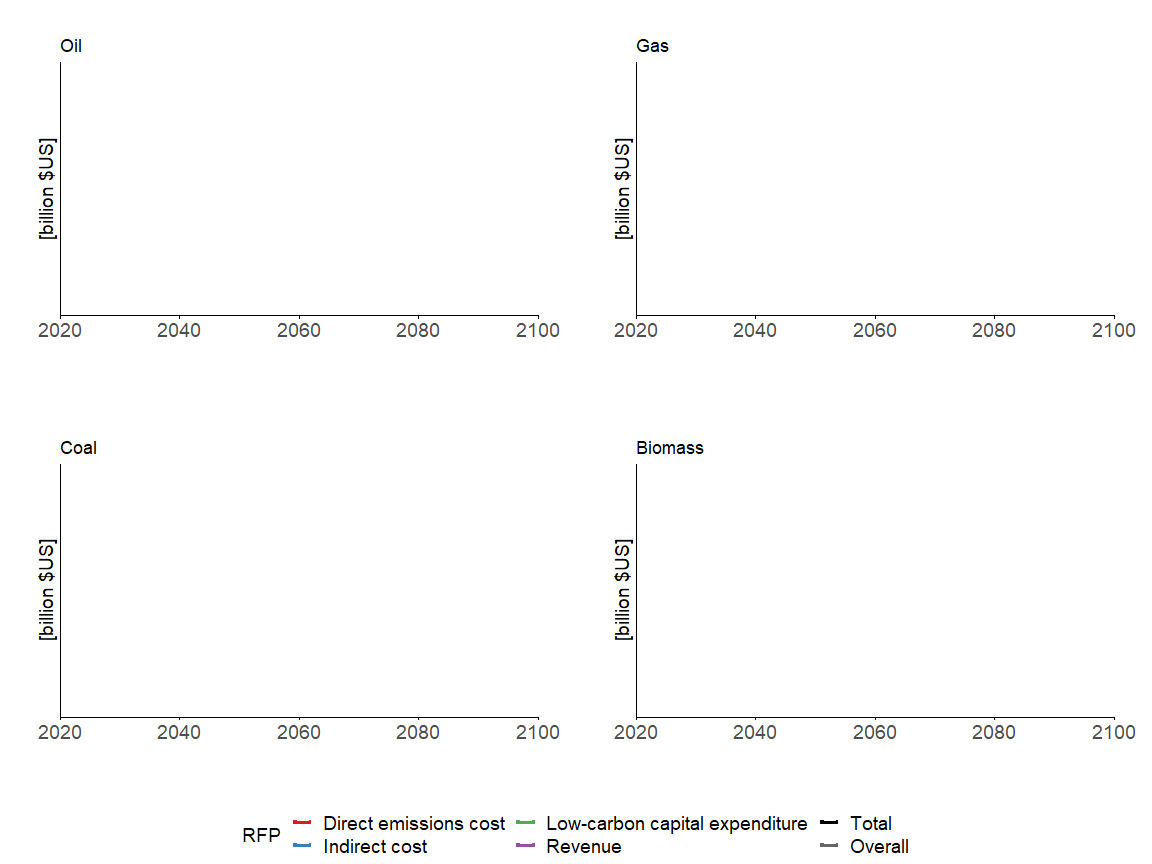 Oil
Gas
[billion $US]
[billion $US]
2020 2040 2060 2080 2100
2020 2040 2060 2080 2100
Coal
Biomass
[billion $US]
[billion $US]
2020 2040 2060 2080 2100
2020 2040 2060 2080 2100
RFP
Direct emissions cost
Low-carbon capital expenditure
Total
Indirect cost
Revenue
Overall